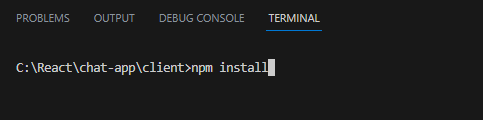 PROBLEMS OUTPUT DEBUG CONSOLE TERMINAL
C:\React\chat-app\client>npm install